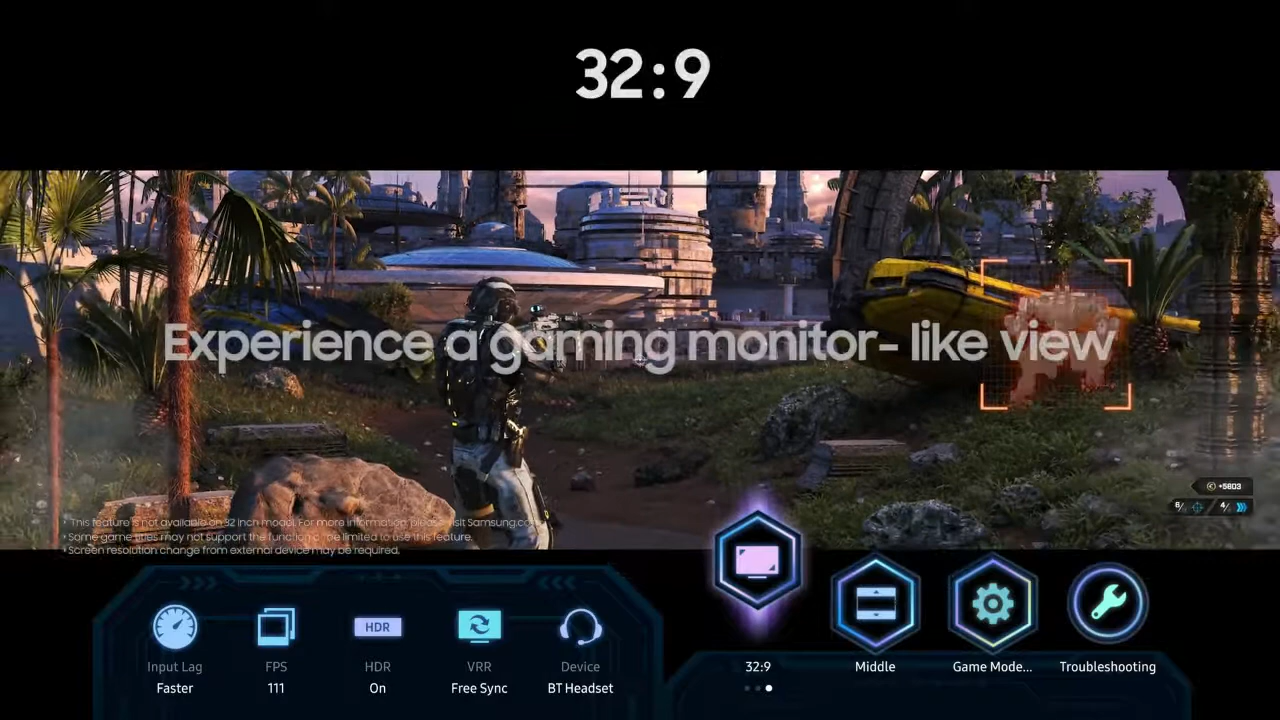 32:9
Experience a gaming monitor- like view
+5603
6/ 4/
* This feature is not available on 32 inch model. For more information, please visit Samsung.com.
* Some game titles may not support the function or be limited to use this feature.
* Screen resolution change from external device may be required.
HDR
Input Lag FPS HDR VRR Device 32:9 Middle Game Mode... Troubleshooting
Faster 111 On Free Sync BT Headset